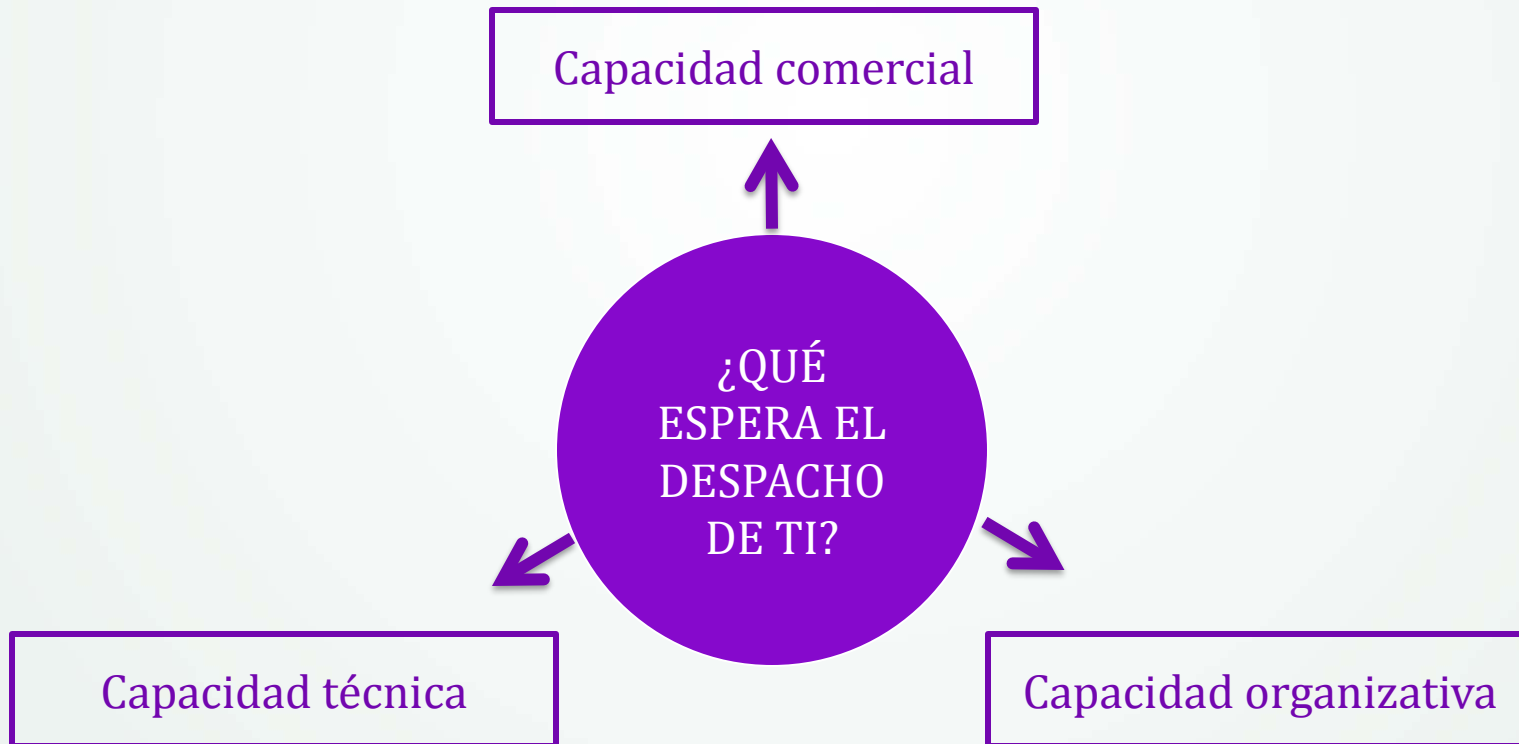 Capacidad comercial
¿QUÉ
ESPERA EL
DESPACHO
DE TI?
Capacidad técnica
Capacidad organizativa